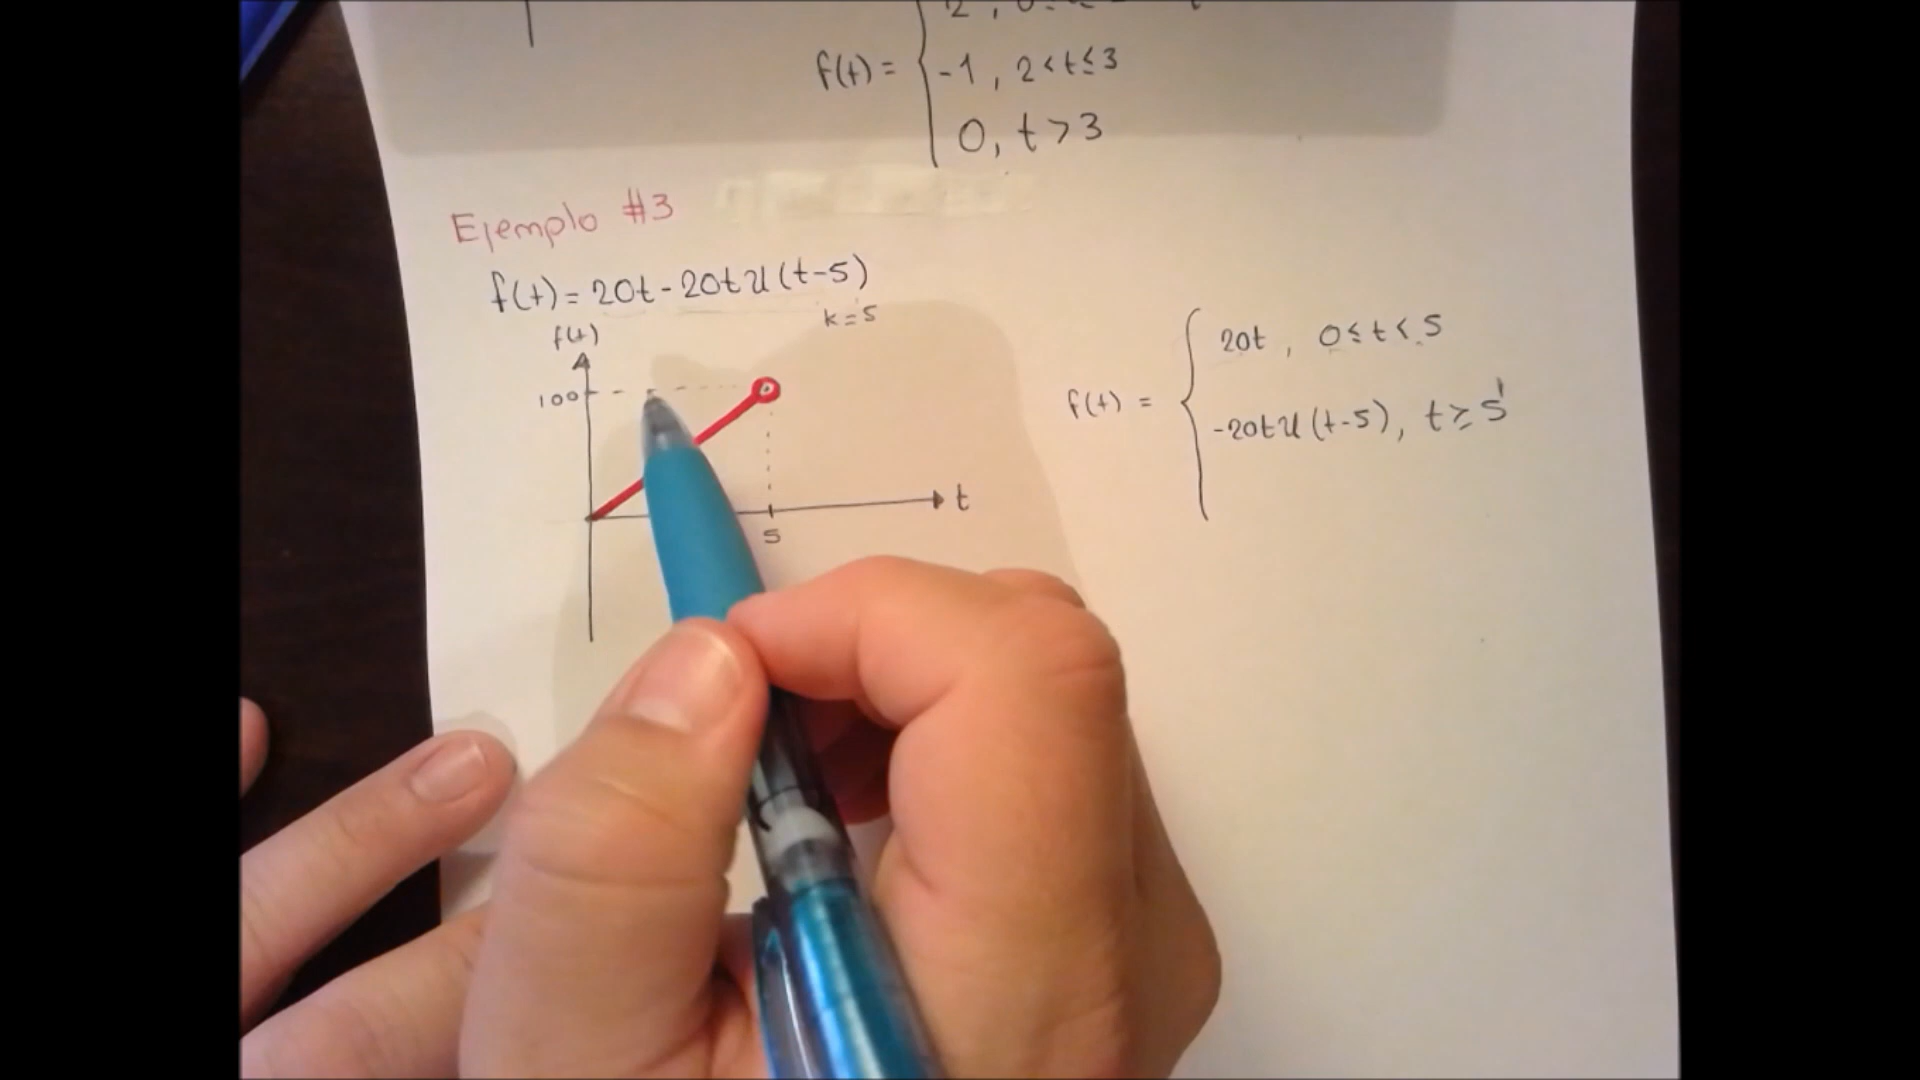 f(t) = -1 , 2<t≤3
0, t>3
Ejemplo #3
f(t) = 20t - 20t𝒰(t-5)
k=5
f(t)
100
t
5
20t , 0≤t<5
f(t) =
-20t𝒰(t-5), t≥5